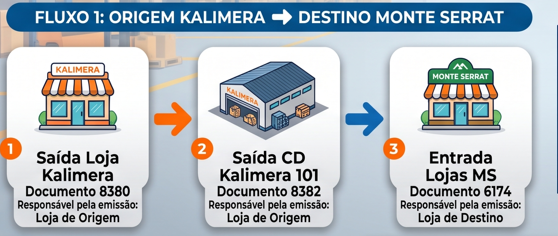 FLUXO 1: ORIGEM KALIMERA ➡ DESTINO MONTE SERRAT
KALIMERA
1
Saída Loja
Kalimera
Documento 8380
Responsável pela emissão:
Loja de Origem
KALIMERA
2
Saída CD
Kalimera 101
Documento 8382
Responsável pela emissão:
Loja de Origem
MONTE SERRAT
3
Entrada
Lojas MS
Documento 6174
Responsável pela emissão:
Loja de Destino